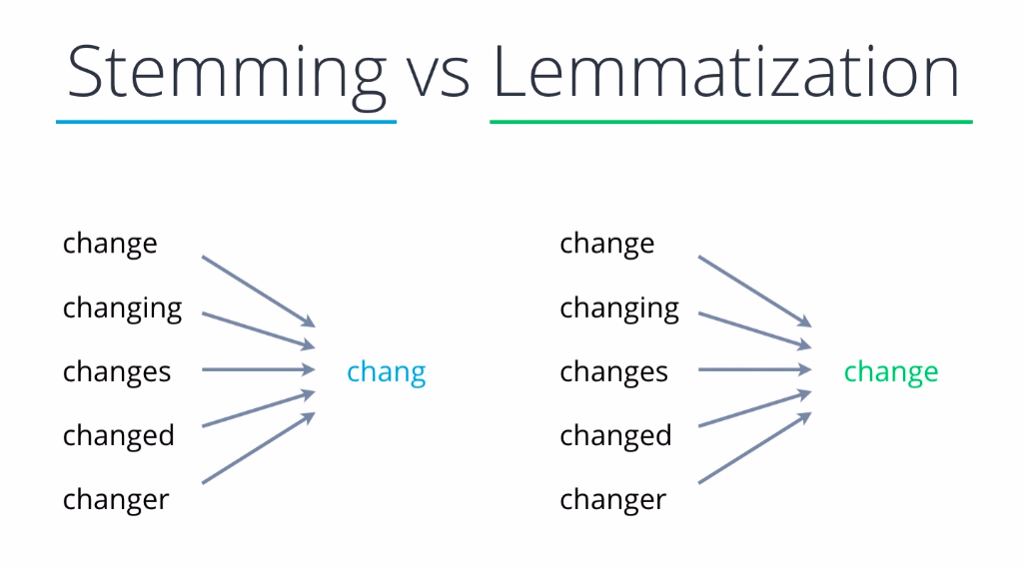 Stemming vs Lemmatization
change
changing
changes
changed
changer
chang
change
changing
changes
changed
changer
change